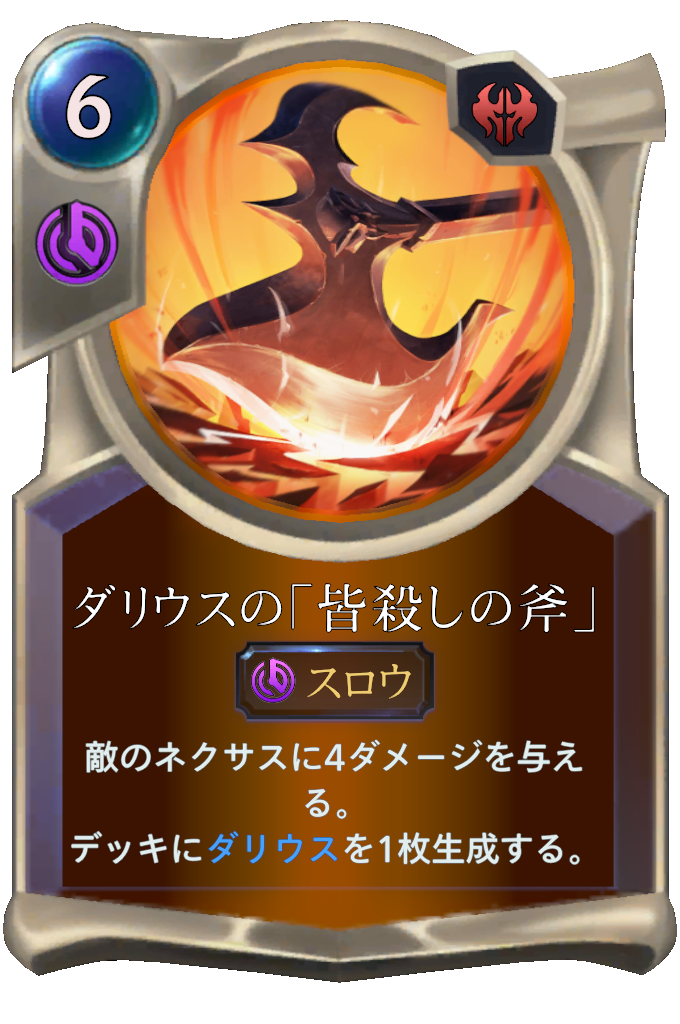 6
ダリウスの「皆殺しの斧」
スロウ
敵のネクサスに4ダメージを与え
る。
デッキにダリウスを1枚生成する。